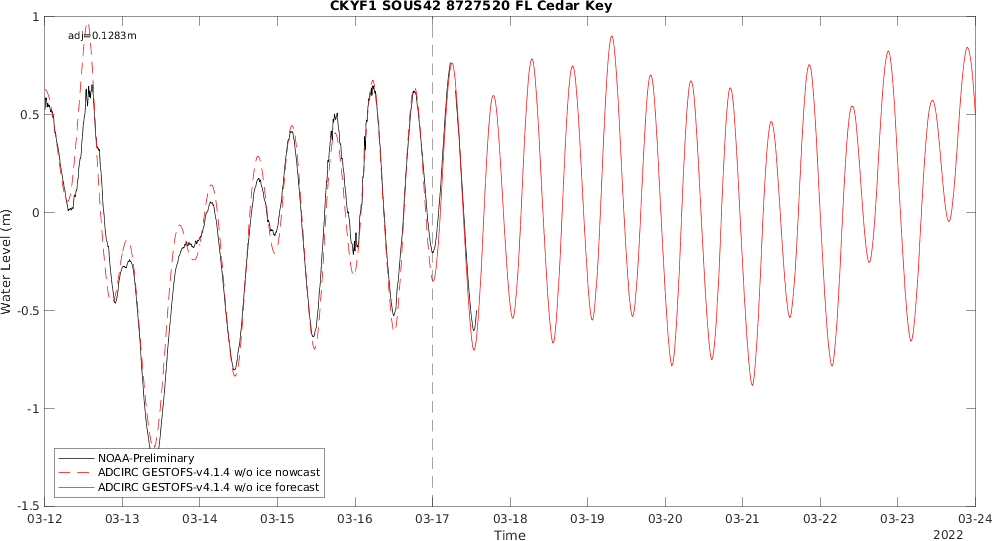 CKYF1 SOUS42 8727520 FL Cedar Key
adj=0.1283m
Water Level (m)
1
0.5
0
-0.5
-1
-1.5
NOAA-Preliminary
ADCIRC GESTOFS-v4.1.4 w/o ice nowcast
ADCIRC GESTOFS-v4.1.4 w/o ice forecast
03-12 03-13 03-14 03-15 03-16 03-17 03-18 03-19 03-20 03-21 03-22 03-23 03-24
Time
2022